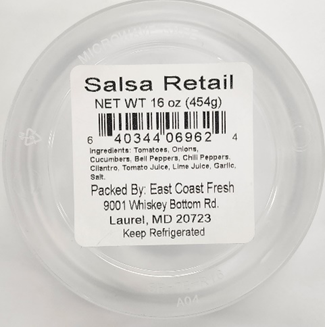 Salsa Retail
NET WT 16 oz (454g)
6 40344 06962 4
Ingredients: Tomatoes, Onions,
Cucumbers, Bell Peppers, Chili Peppers.
Cilantro, Tomato Juice, Lime Juice, Garlic,
Salt.
Packed By: East Coast Fresh
9001 Whiskey Bottom Rd.
Laurel, MD 20723
Keep Refrigerated